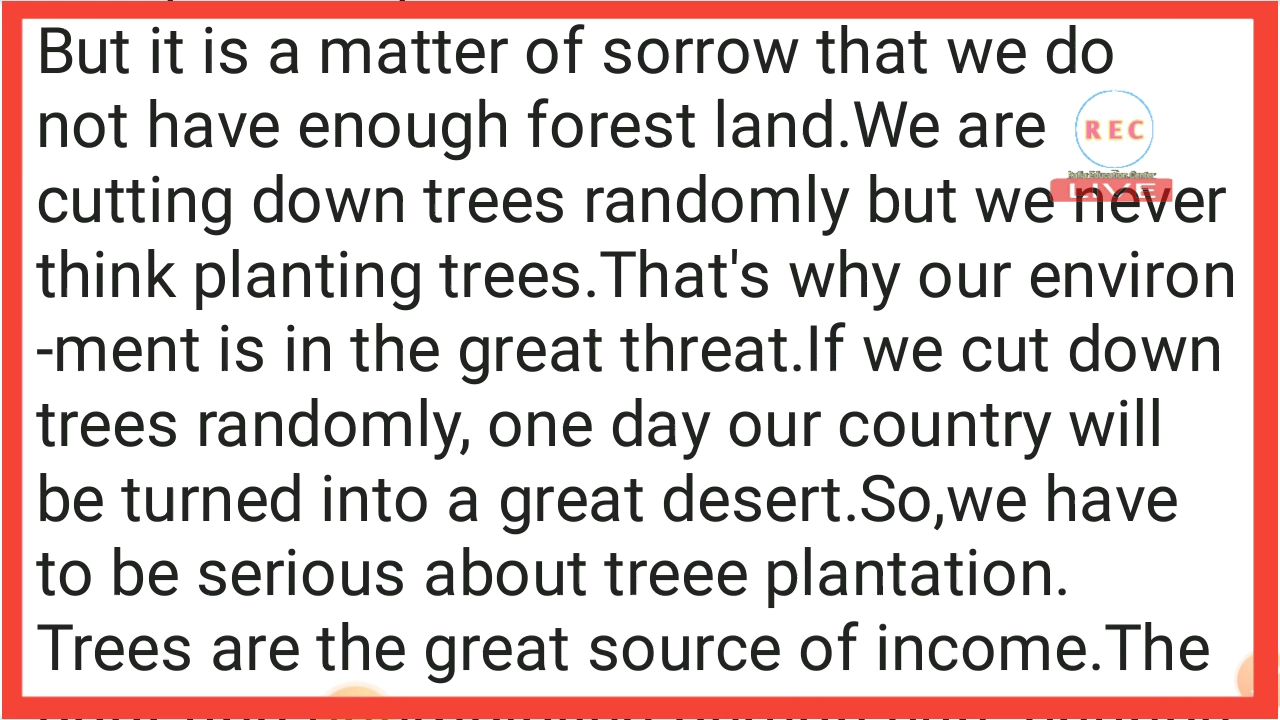 But it is a matter of sorrow that we do
not have enough forest land.We are
REC
cutting down trees randomly but we never
LIVE
think planting trees.That's why our environ
-ment is in the great threat.If we cut down
trees randomly, one day our country will
be turned into a great desert.So,we have
to be serious about treee plantation.
Trees are the great source of income.The